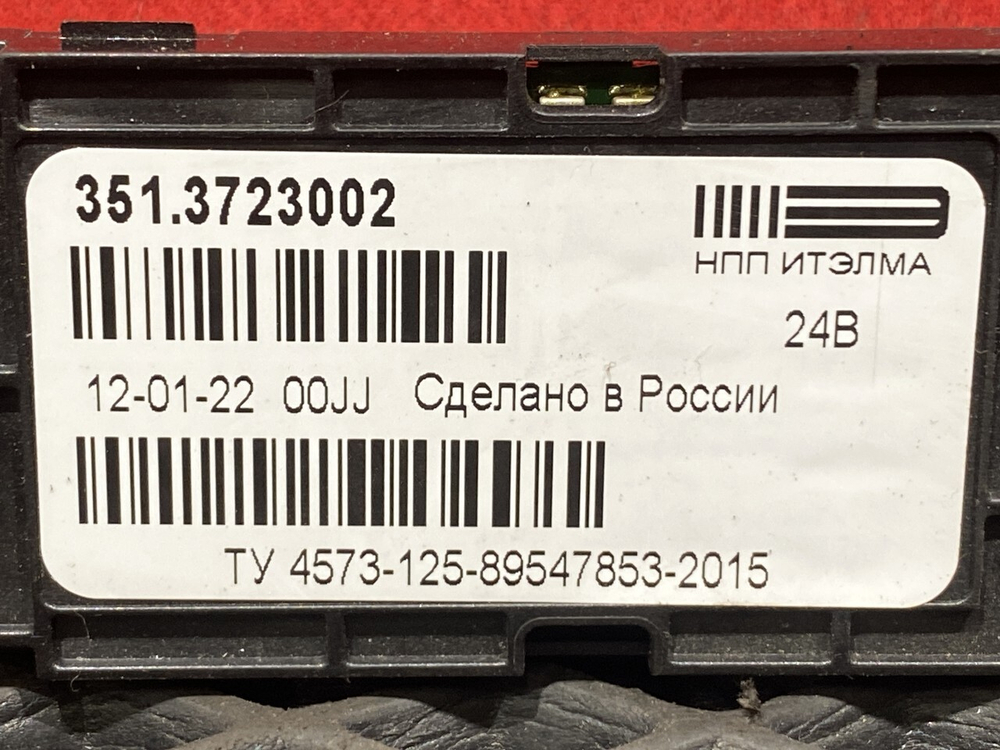 351.3723002
НПП ИТЭЛМА
24В
12-01-22 00JJ Сделано в России
ТУ 4573-125-89547853-2015